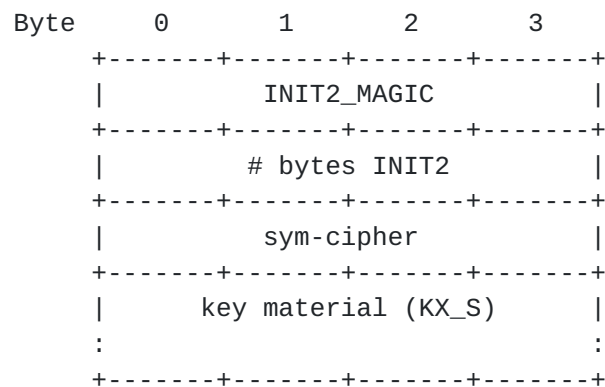 Byte 0 1 2 3
+-------+-------+-------+-------+
| INIT2_MAGIC |
+-------+-------+-------+-------+
| # bytes INIT2 |
+-------+-------+-------+-------+
| sym-cipher |
+-------+-------+-------+-------+
| key material (KX_S) |
: :
+-------+-------+-------+-------+